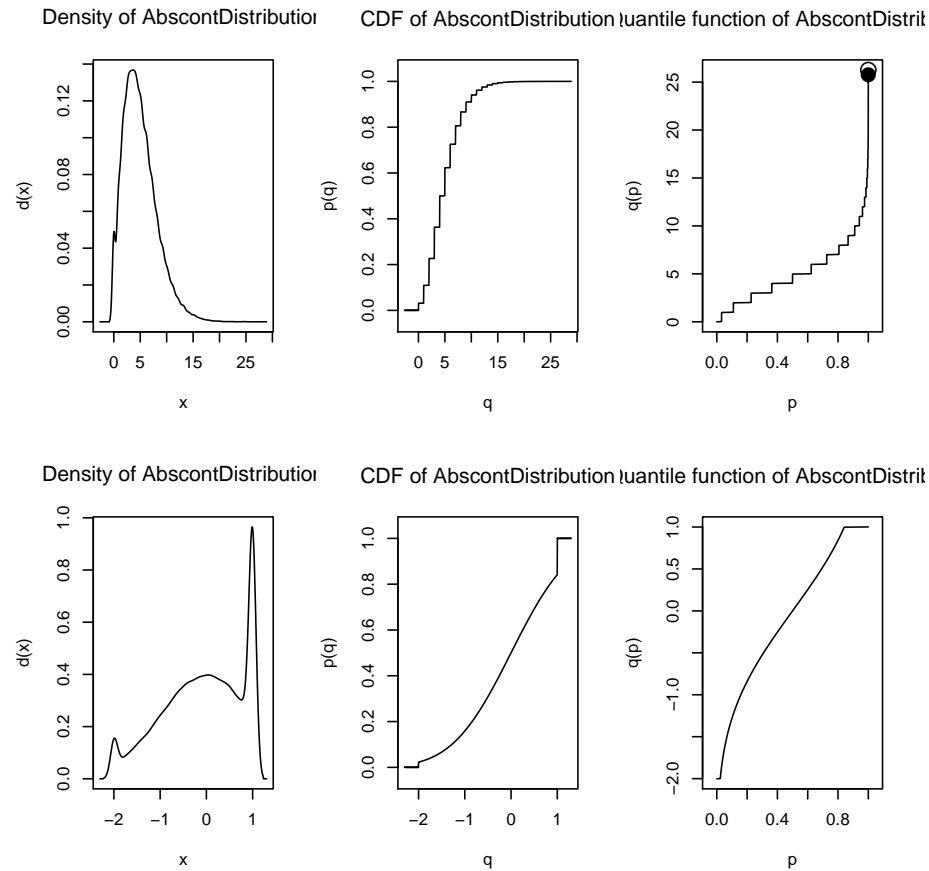 Density of AbscontDistribution
CDF of AbscontDistribution
Quantile function of AbscontDistrib
d(x)
0.00 0.04 0.08 0.12
0 5 15 25
x
p(q)
0.0 0.2 0.4 0.6 0.8 1.0
0 5 15 25
q
q(p)
0 5 10 15 20 25
0.0 0.4 0.8
p
Density of AbscontDistribution
CDF of AbscontDistribution
Quantile function of AbscontDistrib
d(x)
0.0 0.2 0.4 0.6 0.8 1.0
−2 −1 0 1
x
p(q)
0.0 0.2 0.4 0.6 0.8 1.0
−2 −1 0 1
q
q(p)
−2.0 −1.0 0.0 0.5 1.0
0.0 0.4 0.8
p